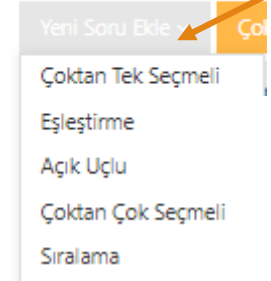 Yeni Soru Ekle
Çoktan Tek Seçmeli
Eşleştirme
Açık Uçlu
Çoktan Çok Seçmeli
Sıralama